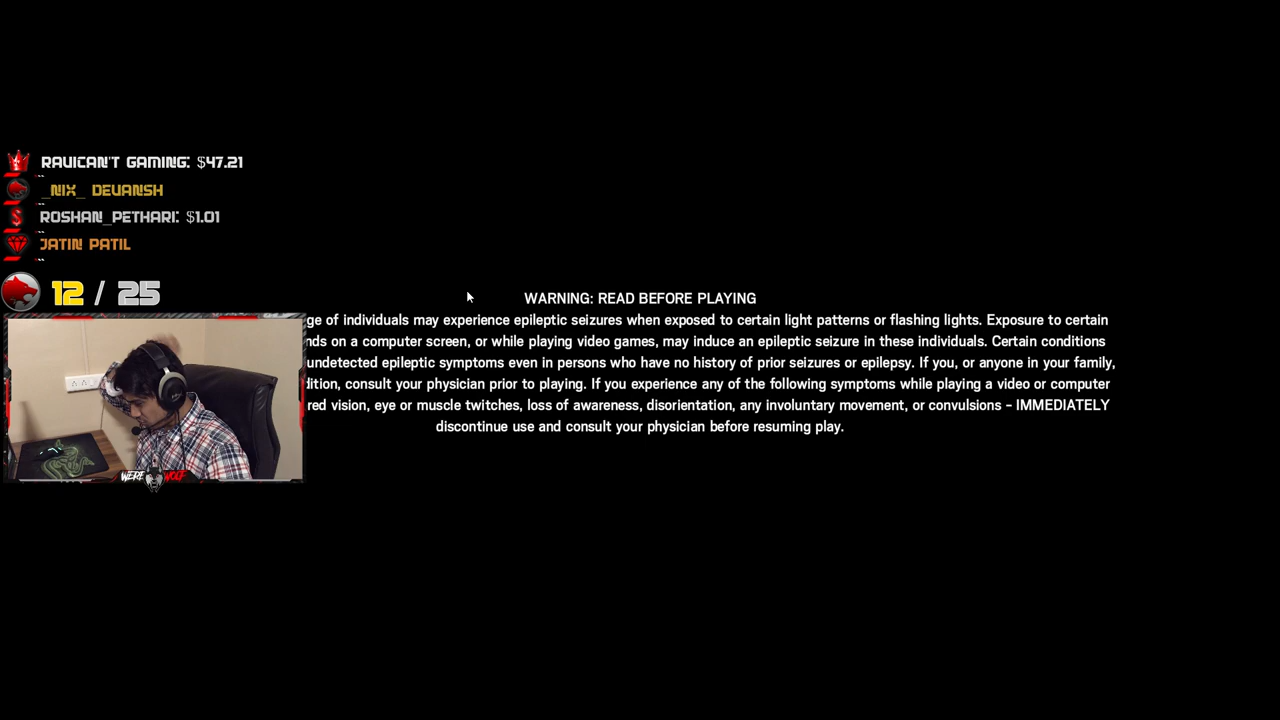 RAVICAN'T GAMING: $47.21
_NIX_ DEVANSH
ROSHAN_PETHARI: $1.01
JATIN PATIL
12 / 25
WARNING: READ BEFORE PLAYING
ge of individuals may experience epileptic seizures when exposed to certain light patterns or flashing lights. Exposure to certain
nds on a computer screen, or while playing video games, may induce an epileptic seizure in these individuals. Certain conditions
undetected epileptic symptoms even in persons who have no history of prior seizures or epilepsy. If you, or anyone in your family,
dition, consult your physician prior to playing. If you experience any of the following symptoms while playing a video or computer
red vision, eye or muscle twitches, loss of awareness, disorientation, any involuntary movement, or convulsions – IMMEDIATELY
discontinue use and consult your physician before resuming play.
WERE WOLF